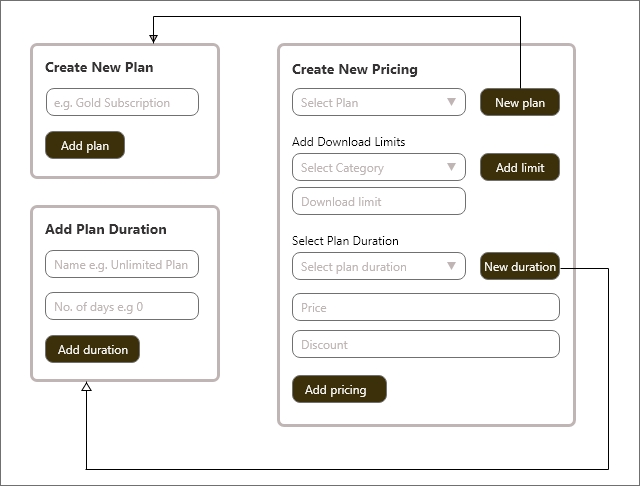 Create New Plan
e.g. Gold Subscription
Add plan
Add Plan Duration
Name e.g. Unlimited Plan
No. of days e.g 0
Add duration
Create New Pricing
Select Plan
New plan
Add Download Limits
Select Category
Add limit
Download limit
Select Plan Duration
Select plan duration
New duration
Price
Discount
Add pricing